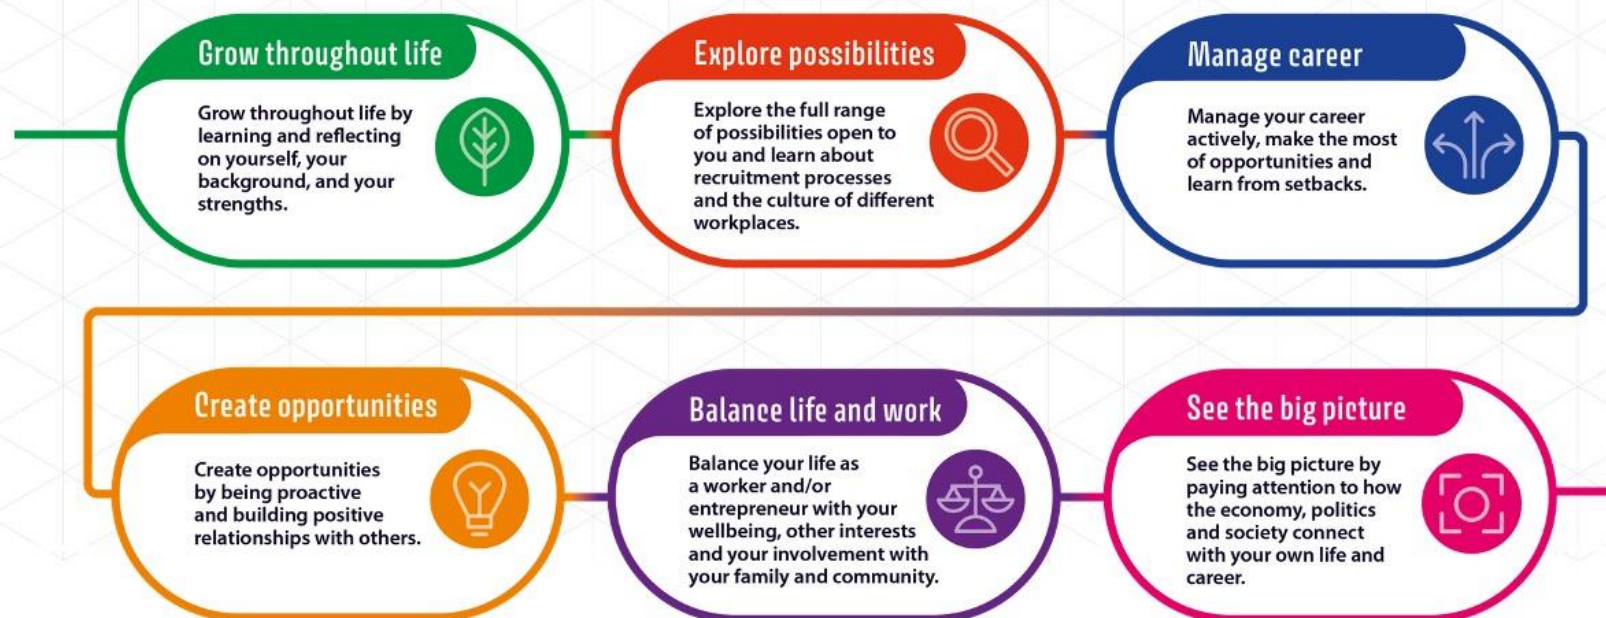 Grow throughout life
Grow throughout life by
learning and reflecting
on yourself, your
background, and your
strengths.
Explore possibilities
Explore the full range
of possibilities open to
you and learn about
recruitment processes
and the culture of different
workplaces.
Manage career
Manage your career
actively, make the most
of opportunities and
learn from setbacks.
Create opportunities
Create opportunities
by being proactive
and building positive
relationships with others.
Balance life and work
Balance your life as
a worker and/or
entrepreneur with your
wellbeing, other interests
and your involvement with
your family and community.
See the big picture
See the big picture by
paying attention to how
the economy, politics
and society connect
with your own life and
career.